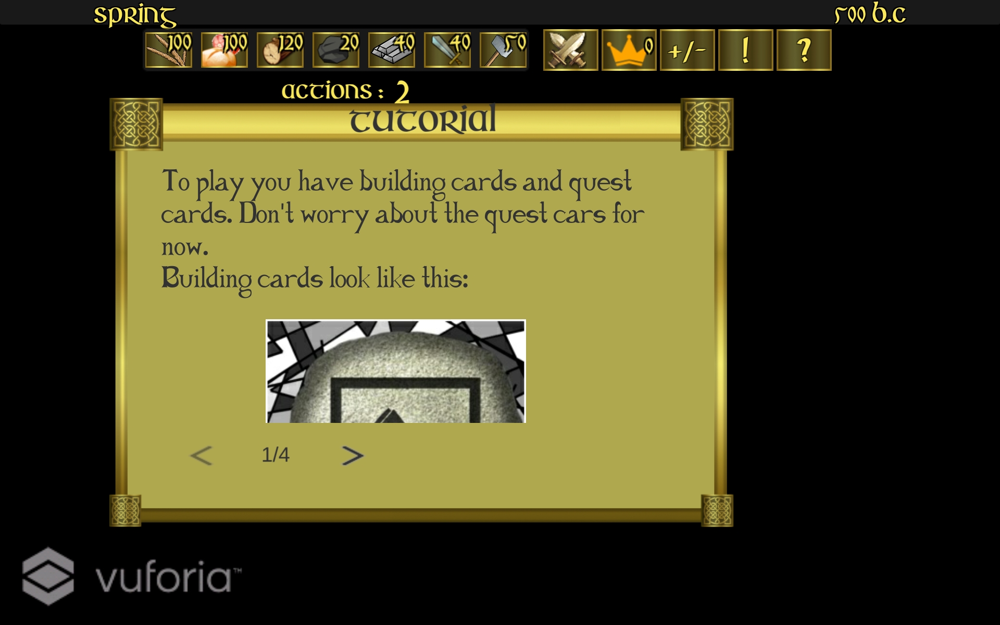 spring
500 b.c
100
100
120
20
40
40
50
0
+/-
!
?
actions: 2
tutorial
To play you have building cards and quest
cards. Don't worry about the quest cars for
now.
Building cards look like this:
< 1/4 >
vuforia™